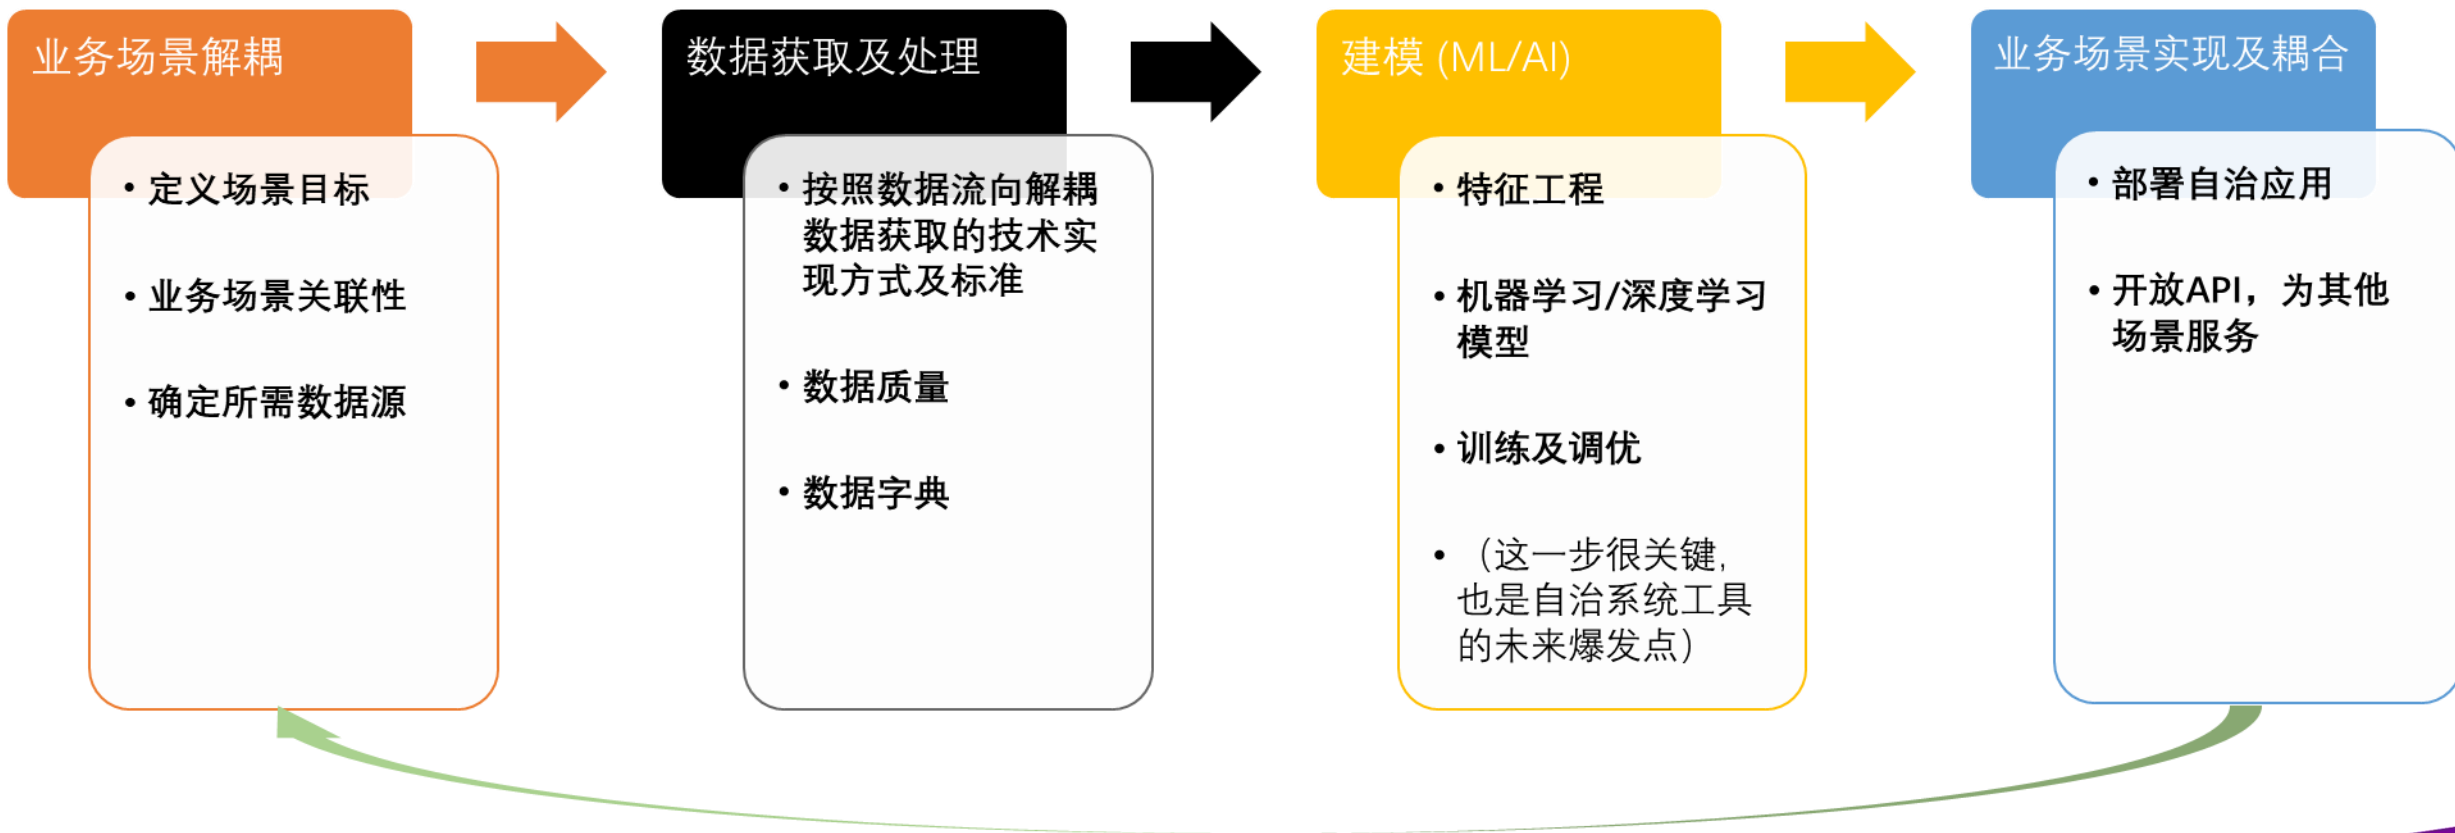 业务场景解耦
• 定义场景目标
• 业务场景关联性
• 确定所需数据源
数据获取及处理
• 按照数据流向解耦
数据获取的技术实
现方式及标准
• 数据质量
• 数据字典
建模 (ML/AI)
• 特征工程
• 机器学习/深度学习
模型
• 训练及调优
• （这一步很关键,
也是自治系统工具
的未来爆发点）
业务场景实现及耦合
• 部署自治应用
• 开放API，为其他
场景服务